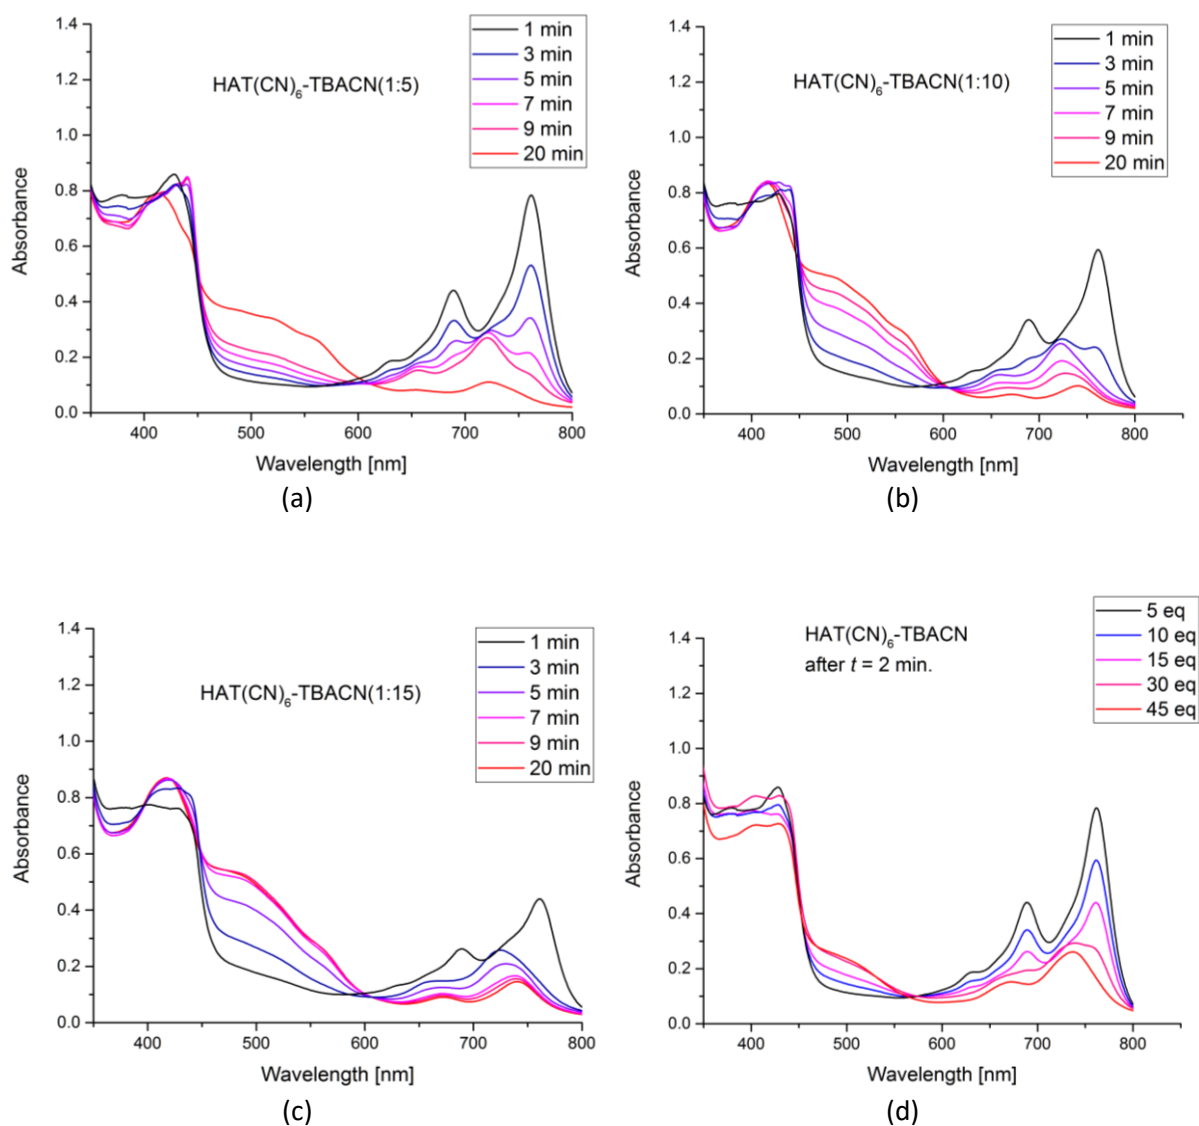 1.4
1.2
1.0
0.8
0.6
0.4
0.2
0.0
Absorbance
HAT(CN)6-TBACN(1:5)
1 min
3 min
5 min
7 min
9 min
20 min
400 500 600 700 800
Wavelength [nm]
(a)
1.4
1.2
1.0
0.8
0.6
0.4
0.2
0.0
Absorbance
HAT(CN)6-TBACN(1:10)
1 min
3 min
5 min
7 min
9 min
20 min
400 500 600 700 800
Wavelength [nm]
(b)
1.4
1.2
1.0
0.8
0.6
0.4
0.2
0.0
Absorbance
HAT(CN)6-TBACN(1:15)
1 min
3 min
5 min
7 min
9 min
20 min
400 500 600 700 800
Wavelength [nm]
(c)
1.4
1.2
1.0
0.8
0.6
0.4
0.2
0.0
Absorbance
HAT(CN)6-TBACN
after t = 2 min.
5 eq
10 eq
15 eq
30 eq
45 eq
400 500 600 700 800
Wavelength [nm]
(d)